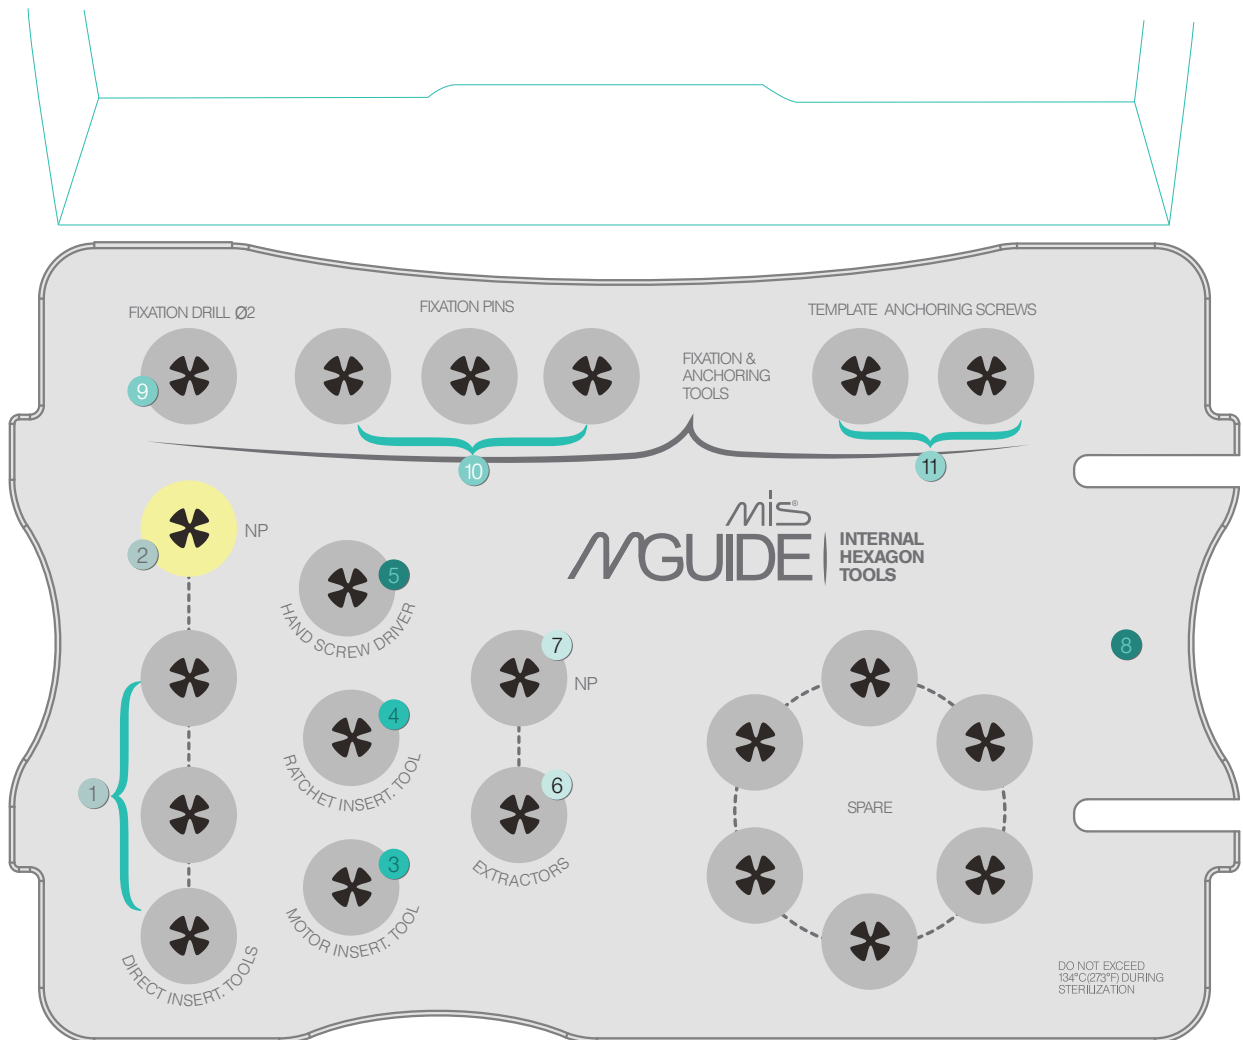 FIXATION DRILL Ø2
FIXATION PINS
TEMPLATE ANCHORING SCREWS
FIXATION &
ANCHORING
TOOLS
9
10
11
mis®
MGUIDE
INTERNAL
HEXAGON
TOOLS
NP
2
5
HAND SCREW DRIVER
7
NP
8
4
RATCHET INSERT. TOOL
1
6
EXTRACTORS
SPARE
3
MOTOR INSERT. TOOL
DIRECT INSERT. TOOLS
DO NOT EXCEED
134°C(273°F) DURING
STERILIZATION